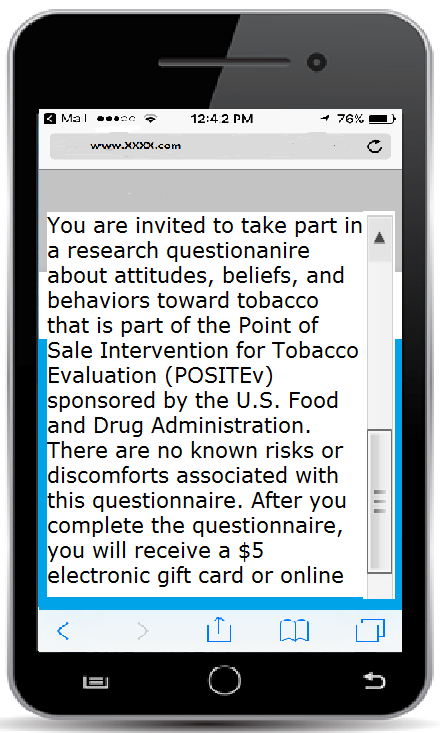 Mail 12:42 PM 76%
www.XXXX.com
You are invited to take part in
a research questionanire
about attitudes, beliefs, and
behaviors toward tobacco
that is part of the Point of
Sale Intervention for Tobacco
Evaluation (POSITEv)
sponsored by the U.S. Food
and Drug Administration.
There are no known risks or
discomforts associated with
this questionnaire. After you
complete the questionnaire,
you will receive a $5
electronic gift card or online